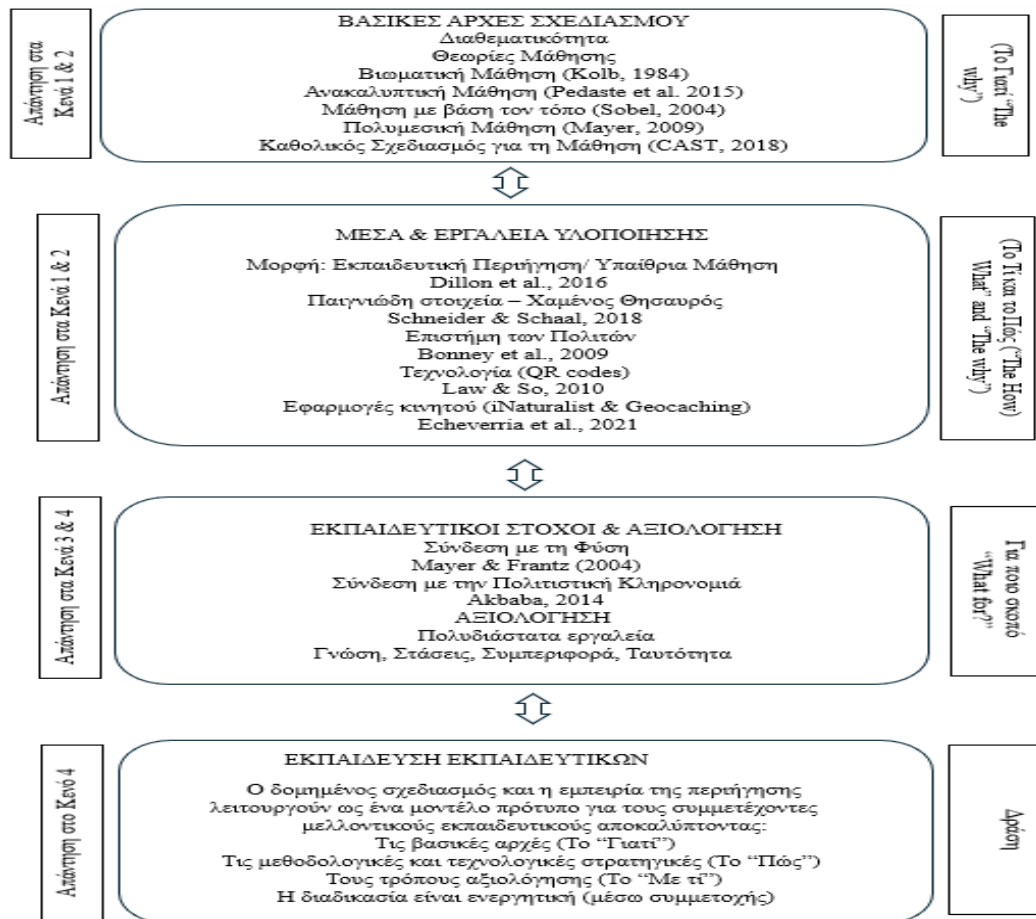 Απάντηση στα
Κενά 1 & 2
ΒΑΣΙΚΕΣ ΑΡΧΕΣ ΣΧΕΔΙΑΣΜΟΥ
Διαθεματικότητα
Θεωρίες Μάθησης
Βιωματική Μάθηση (Kolb, 1984)
Ανακαλυπτική Μάθηση (Pedaste et al. 2015)
Μάθηση με βάση τον τόπο (Sobel, 2004)
Πολυμεσική Μάθηση (Mayer, 2009)
Καθολικός Σχεδιασμός για τη Μάθηση (CAST, 2018)
(Το Γιατί “The
why”)
Απάντηση στα Κενά 1 & 2
ΜΕΣΑ & ΕΡΓΑΛΕΙΑ ΥΛΟΠΟΙΗΣΗΣ
Μορφή: Εκπαιδευτική Περιήγηση/ Υπαίθρια Μάθηση
Dillon et al., 2016
Παιγνιώδη στοιχεία – Χαμένος Θησαυρός
Schneider & Schaal, 2018
Επιστήμη των Πολιτών
Bonney et al., 2009
Τεχνολογία (QR codes)
Law & So, 2010
Εφαρμογές κινητού (iNaturalist & Geocaching)
Echeverria et al., 2021
(Το Τί και το Πώς (“The How)
What” and “The why”)
Απάντηση στα Κενά 3 & 4
ΕΚΠΑΙΔΕΥΤΙΚΟΙ ΣΤΟΧΟΙ & ΑΞΙΟΛΟΓΗΣΗ
Σύνδεση με τη Φύση
Mayer & Frantz (2004)
Σύνδεση με την Πολιτιστική Κληρονομιά
Akbaba, 2014
ΑΞΙΟΛΟΓΗΣΗ
Πολυδιάστατα εργαλεία
Γνώση, Στάσεις, Συμπεριφορά, Ταυτότητα
Για ποιο σκοπό
“What for?”
Απάντηση στο Κενό 4
ΕΚΠΑΙΔΕΥΣΗ ΕΚΠΑΙΔΕΥΤΙΚΩΝ
Ο δομημένος σχεδιασμός και η εμπειρία της περιήγησης
λειτουργούν ως ένα μοντέλο πρότυπο για τους συμμετέχοντες
μελλοντικούς εκπαιδευτικούς αποκαλύπτοντας:
Τις βασικές αρχές (Το “Γιατί”)
Τις μεθοδολογικές και τεχνολογικές στρατηγικές (Το “Πώς”)
Τους τρόπους αξιολόγησης (Το “Με τί”)
Η διαδικασία είναι ενεργητική (μέσω συμμετοχής)
Δράση